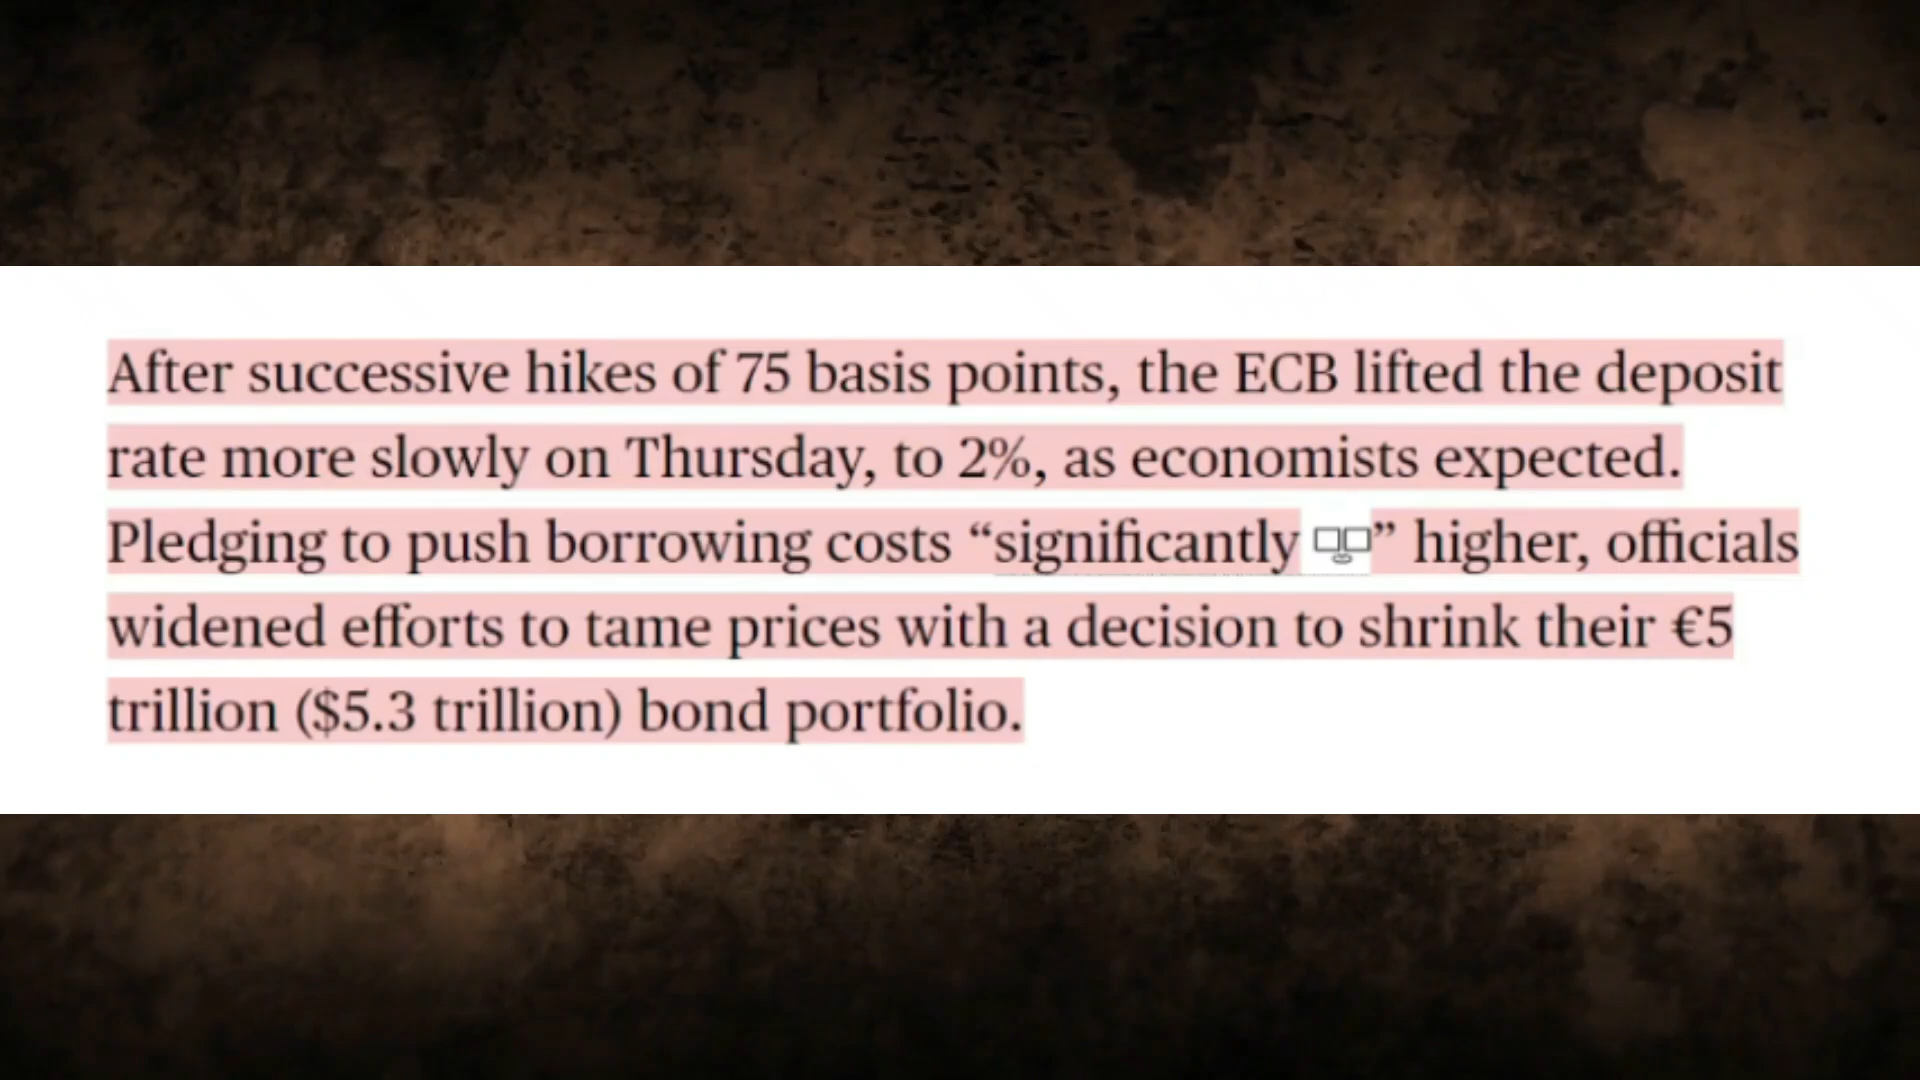 After successive hikes of 75 basis points, the ECB lifted the deposit
rate more slowly on Thursday, to 2%, as economists expected.
Pledging to push borrowing costs “significantly ” higher, officials
widened efforts to tame prices with a decision to shrink their €5
trillion ($5.3 trillion) bond portfolio.